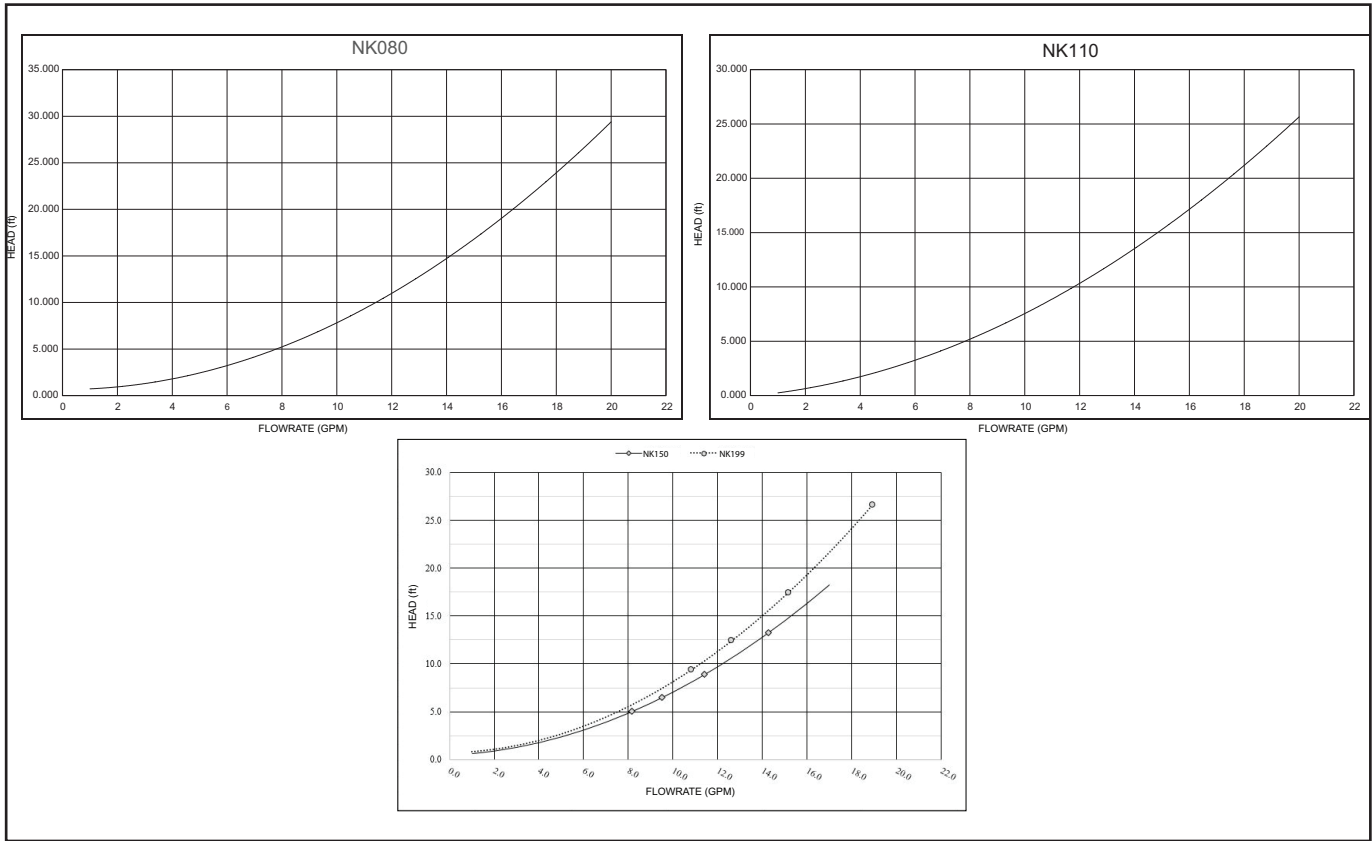 NK080
35.000
30.000
25.000
20.000
15.000
10.000
5.000
0.000
HEAD (ft)
0 2 4 6 8 10 12 14 16 18 20 22
FLOWRATE (GPM)
NK110
30.000
25.000
20.000
15.000
10.000
5.000
0.000
HEAD (ft)
0 2 4 6 8 10 12 14 16 18 20 22
FLOWRATE (GPM)
NK150 NK199
30.0
25.0
20.0
15.0
10.0
5.0
0.0
HEAD (ft)
0.0 2.0 4.0 6.0 8.0 10.0 12.0 14.0 16.0 18.0 20.0 22.0
FLOWRATE (GPM)